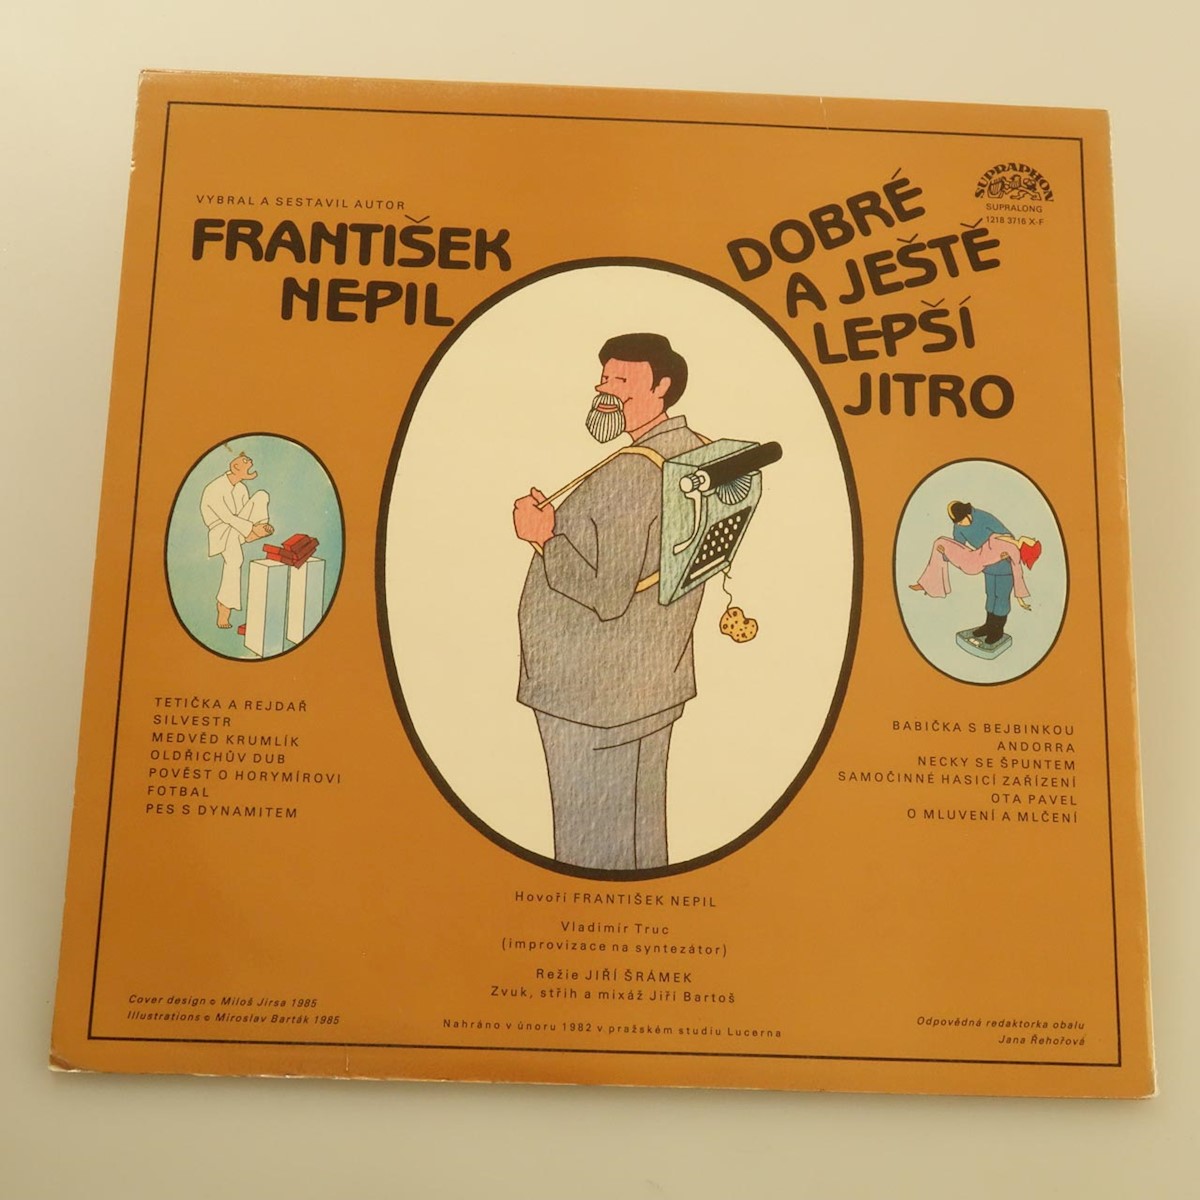 VYBRAL A SESTAVIL AUTOR
FRANTIŠEK
NEPIL
DOBRÉ
A JEŠTĚ
LEPŠÍ
JITRO
SUPRAPHON
SUPRALONG
1218 3716 X-F
TETIČKA A REJDAŘ
SILVESTR
MEDVĚD KRUMLÍK
OLDŘICHŮV DUB
POVĚST O HORYMÍROVI
FOTBAL
PES S DYNAMITEM
BABIČKA S BEJBINKOU
ANDORRA
NECKY SE ŠPUNTEM
SAMOČINNÉ HASICÍ ZAŘÍZENÍ
OTA PAVEL
O MLUVENÍ A MLČENÍ
Hovoří FRANTIŠEK NEPIL
Vladimír Truc
(improvizace na syntezátor)
Režie JIŘÍ ŠRÁMEK
Zvuk, střih a mixáž Jiří Bartoš
Nahráno v únoru 1982 v pražském studiu Lucerna
Cover design © Miloš Jirsa 1985
Illustrations © Miroslav Barták 1985
Odpovědná redaktorka obalu
Jana Řehořová